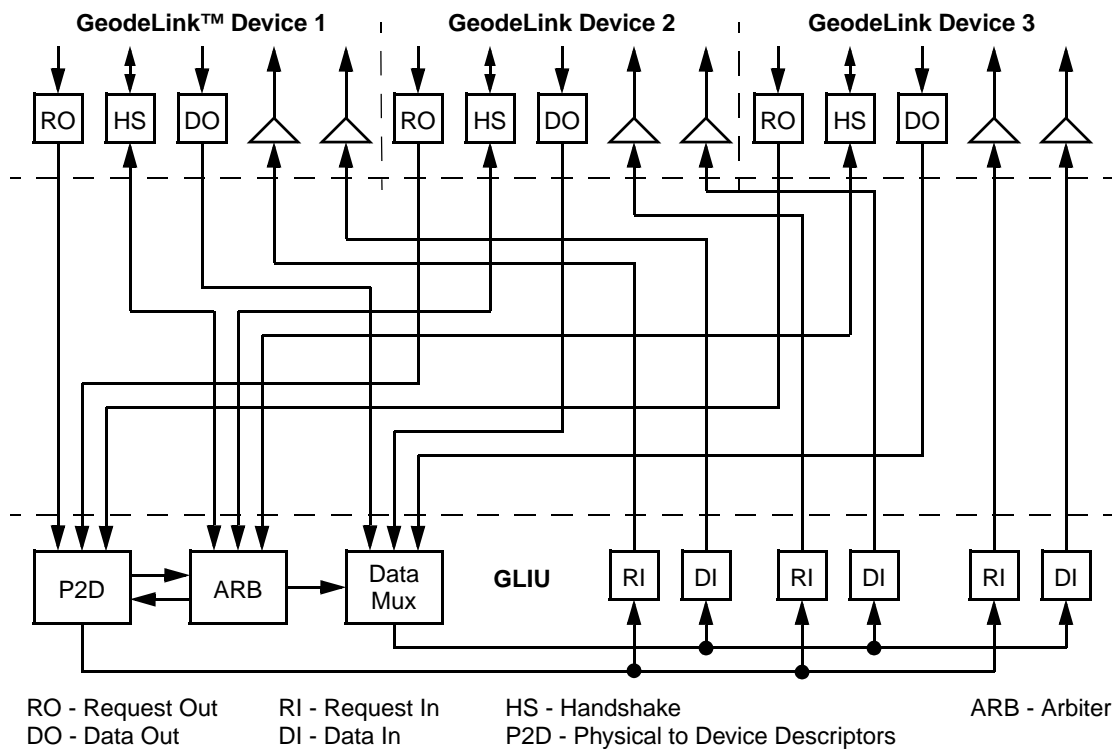 GeodeLink™ Device 1 GeodeLink Device 2 GeodeLink Device 3
RO HS DO RO HS DO RO HS DO
P2D ARB Data Mux GLIU RI DI RI DI RI DI
RO - Request Out RI - Request In HS - Handshake ARB - Arbiter
DO - Data Out DI - Data In P2D - Physical to Device Descriptors